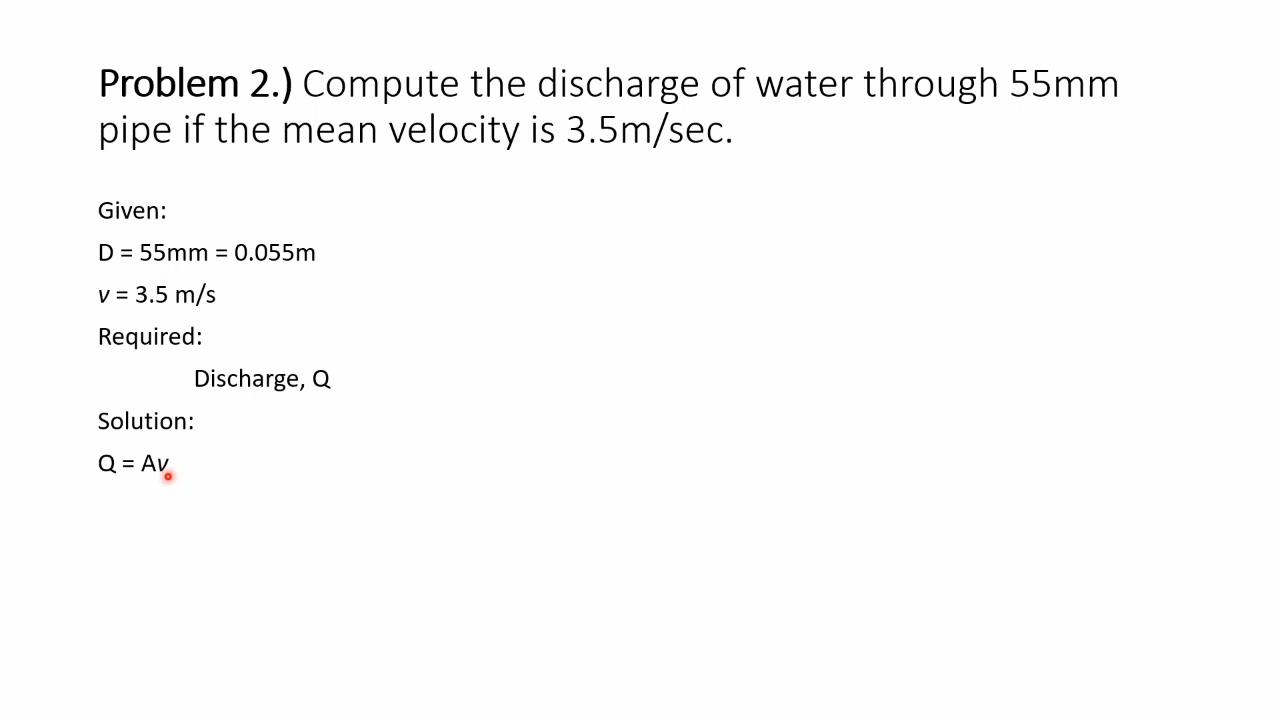 Problem 2.) Compute the discharge of water through 55mm
pipe if the mean velocity is 3.5m/sec.
Given:
D = 55mm = 0.055m
v = 3.5 m/s
Required:
Discharge, Q
Solution:
Q = Av